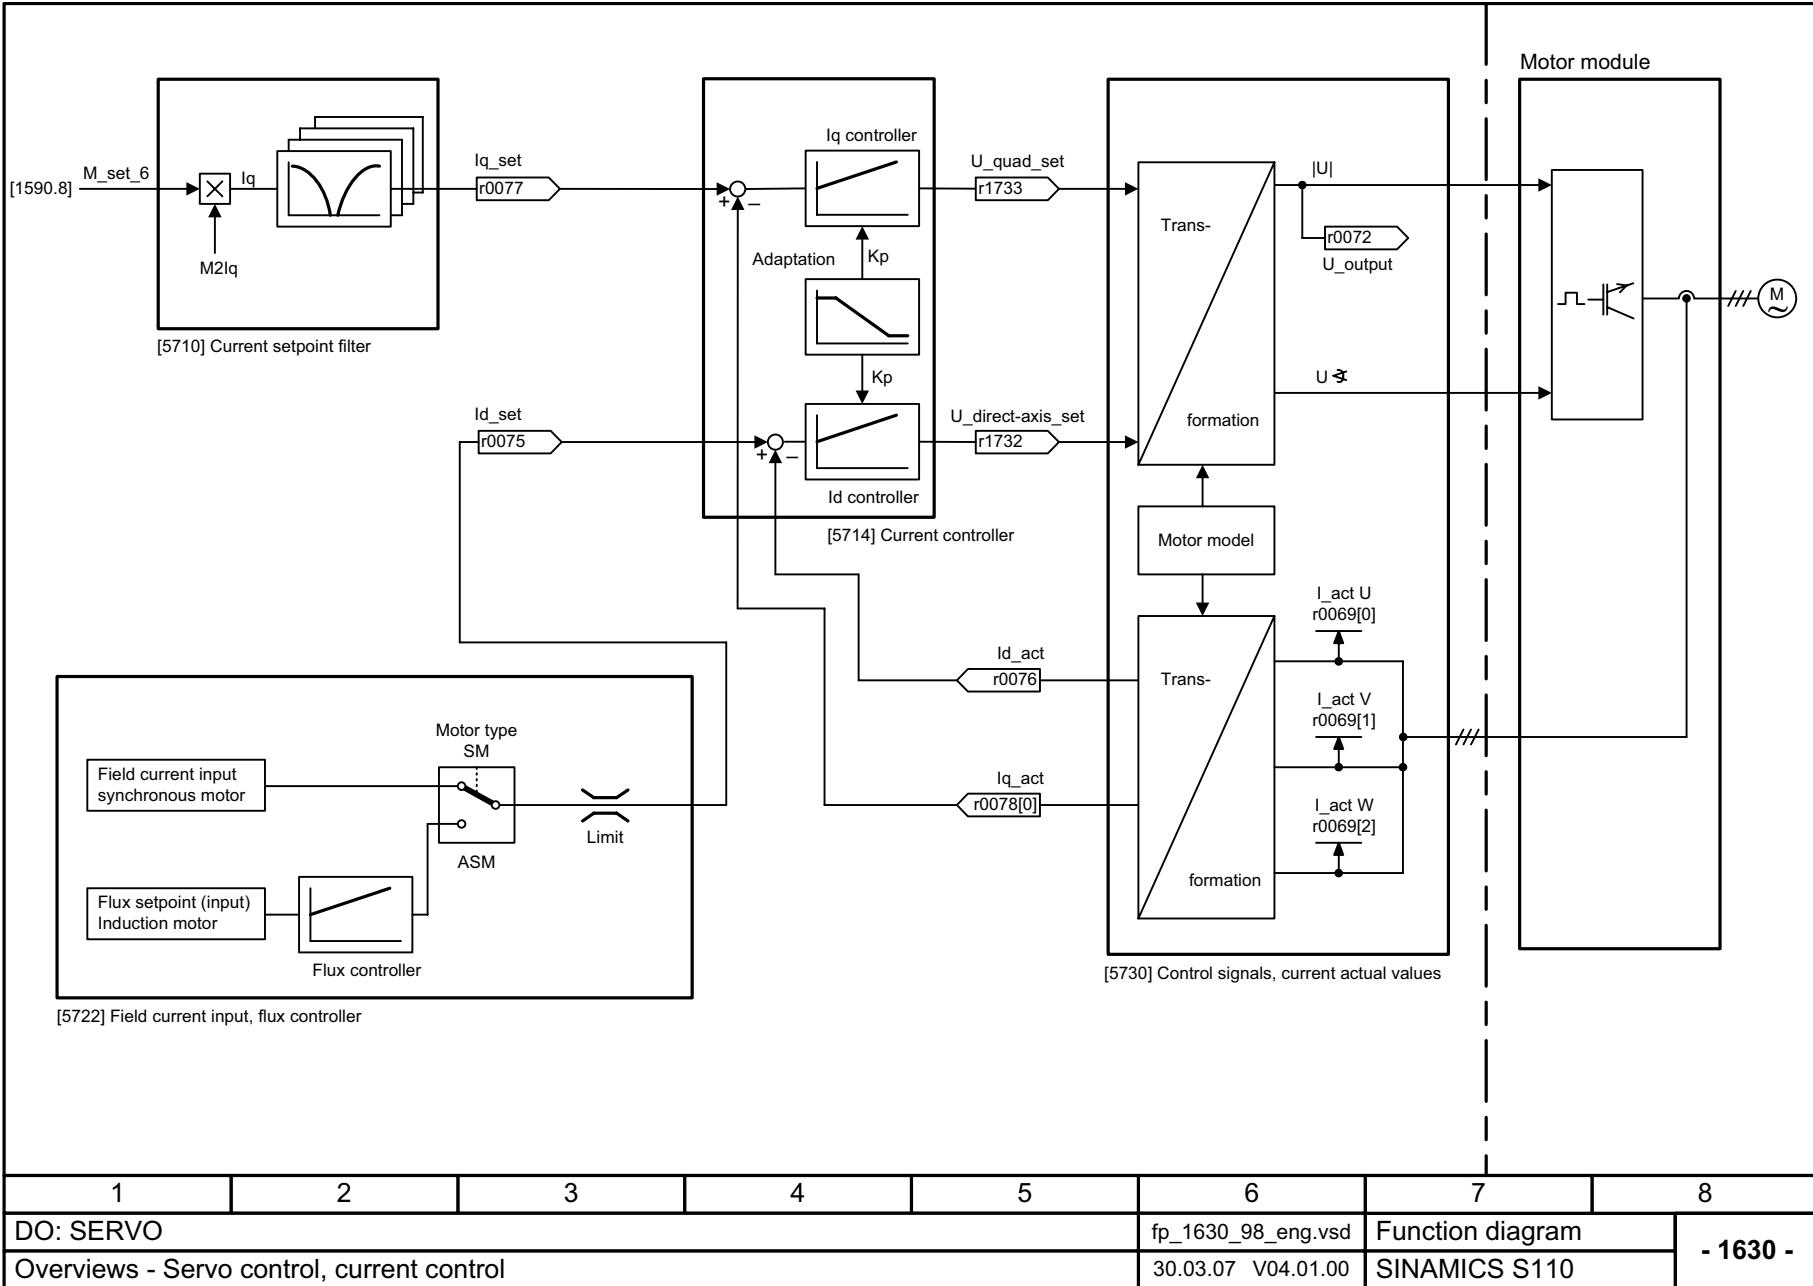 Motor module
[1590.8]
M_set_6
Iq
M2Iq
[5710] Current setpoint filter
Iq_set
r0077
+
–
Iq controller
Adaptation
Kp
Kp
Id_set
r0075
+
–
Id controller
[5714] Current controller
U_quad_set
r1733
U_direct-axis_set
r1732
Trans-
formation
|U|
r0072
U_output
U
M
~
Motor model
Trans-
formation
I_act U
r0069[0]
I_act V
r0069[1]
I_act W
r0069[2]
Id_act
r0076
Iq_act
r0078[0]
[5730] Control signals, current actual values
Motor type
SM
ASM
Field current input
synchronous motor
Flux setpoint (input)
Induction motor
Flux controller
Limit
[5722] Field current input, flux controller
1 2 3 4 5 6 7 8
DO: SERVO
fp_1630_98_eng.vsd
Function diagram
- 1630 -
Overviews - Servo control, current control
30.03.07 V04.01.00
SINAMICS S110